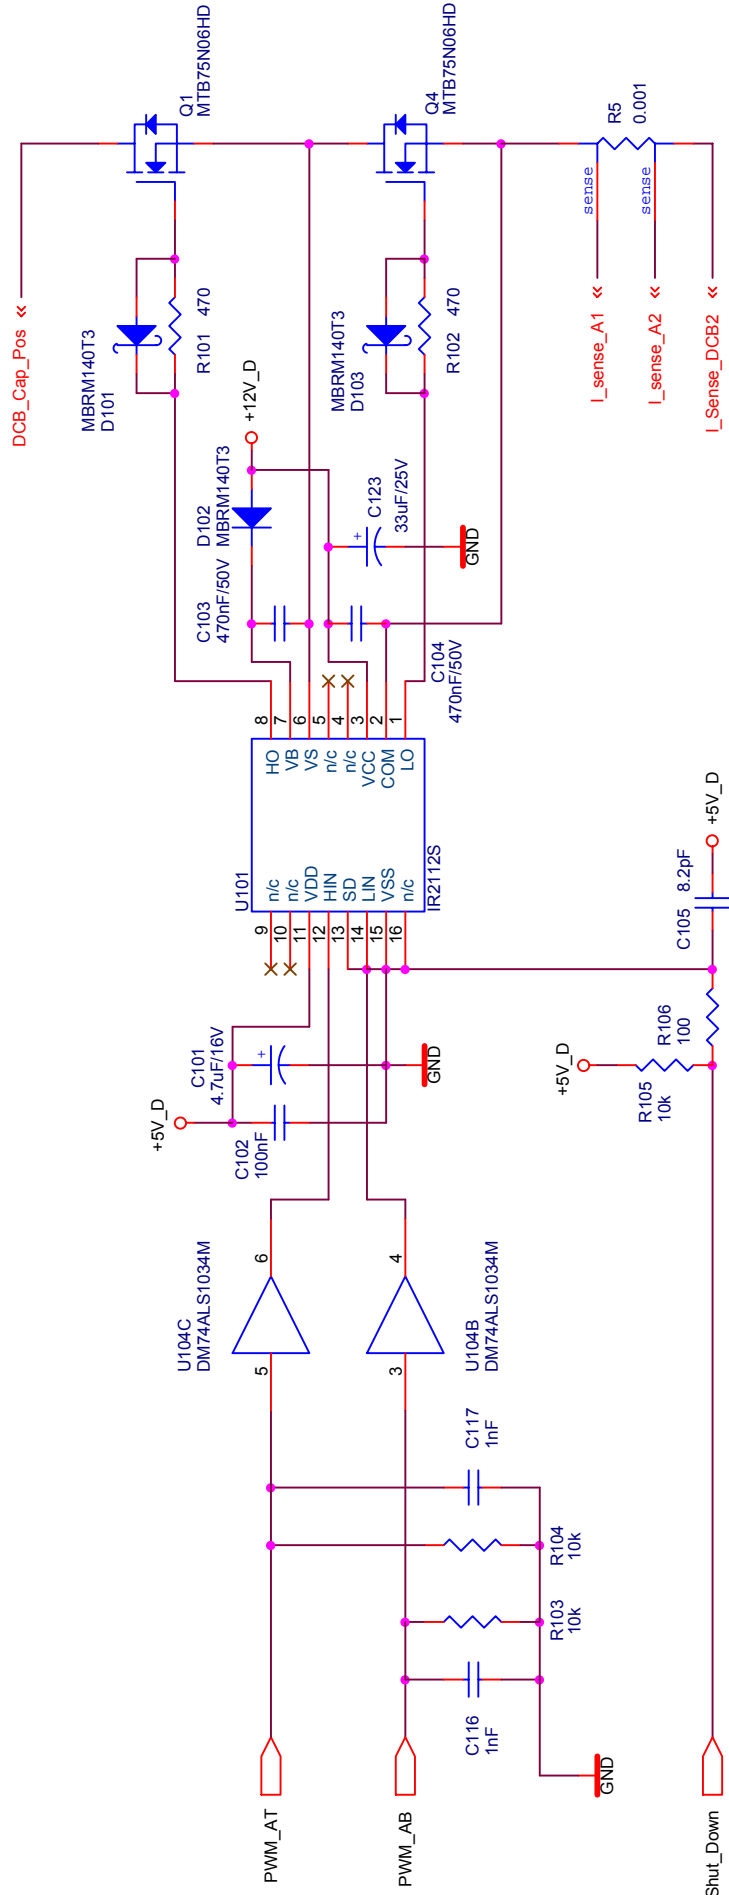 DCB_Cap_Pos
Q1
MTB75N06HD
MBRM140T3
D101
R101
470
Q4
MTB75N06HD
MBRM140T3
D103
R102
470
R5
0.001
sense
sense
I_sense_A1
I_sense_A2
I_Sense_DCB2
+12V_D
D102
MBRM140T3
C103
470nF/50V
C123
33uF/25V
+
GND
C104
470nF/50V
8
7
6
5
4
3
2
1
HO
VB
VS
n/c
n/c
VCC
COM
LO
U101
IR2112S
n/c
n/c
VDD
HIN
SD
LIN
VSS
n/c
9
10
11
12
13
14
15
16
+5V_D
C105
8.2pF
R106
100
+5V_D
R105
10k
C101
4.7uF/16V
+
GND
+5V_D
C102
100nF
U104C
DM74ALS1034M
6
5
U104B
DM74ALS1034M
4
3
C117
1nF
R104
10k
R103
10k
C116
1nF
GND
PWM_AT
PWM_AB
Shut_Down